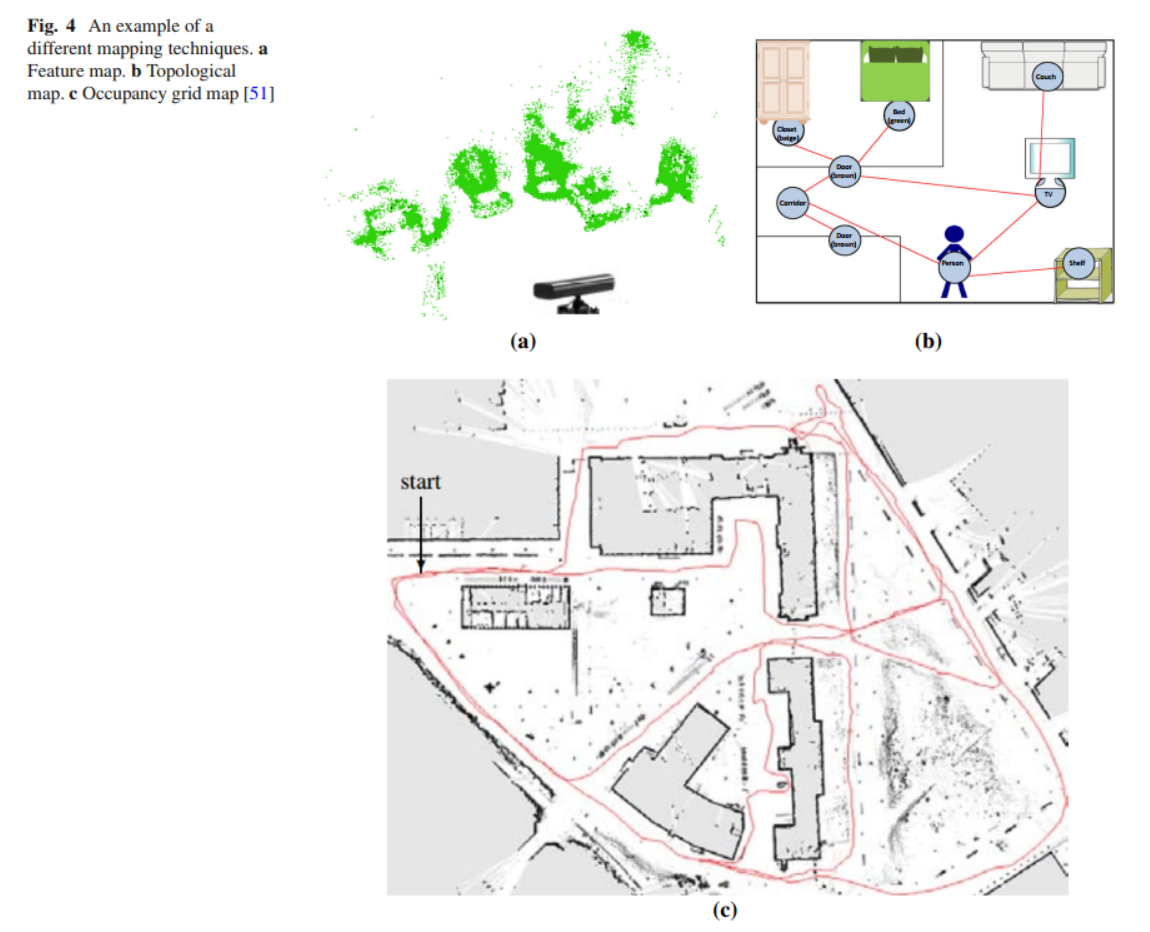 Fig. 4 An example of a
different mapping techniques. a
Feature map. b Topological
map. c Occupancy grid map [51]
Couch
Bed
(green)
Closet
(beige)
Door
(brown)
TV
Corridor
Door
(brown)
Person
Shelf
(a)
(b)
start
(c)